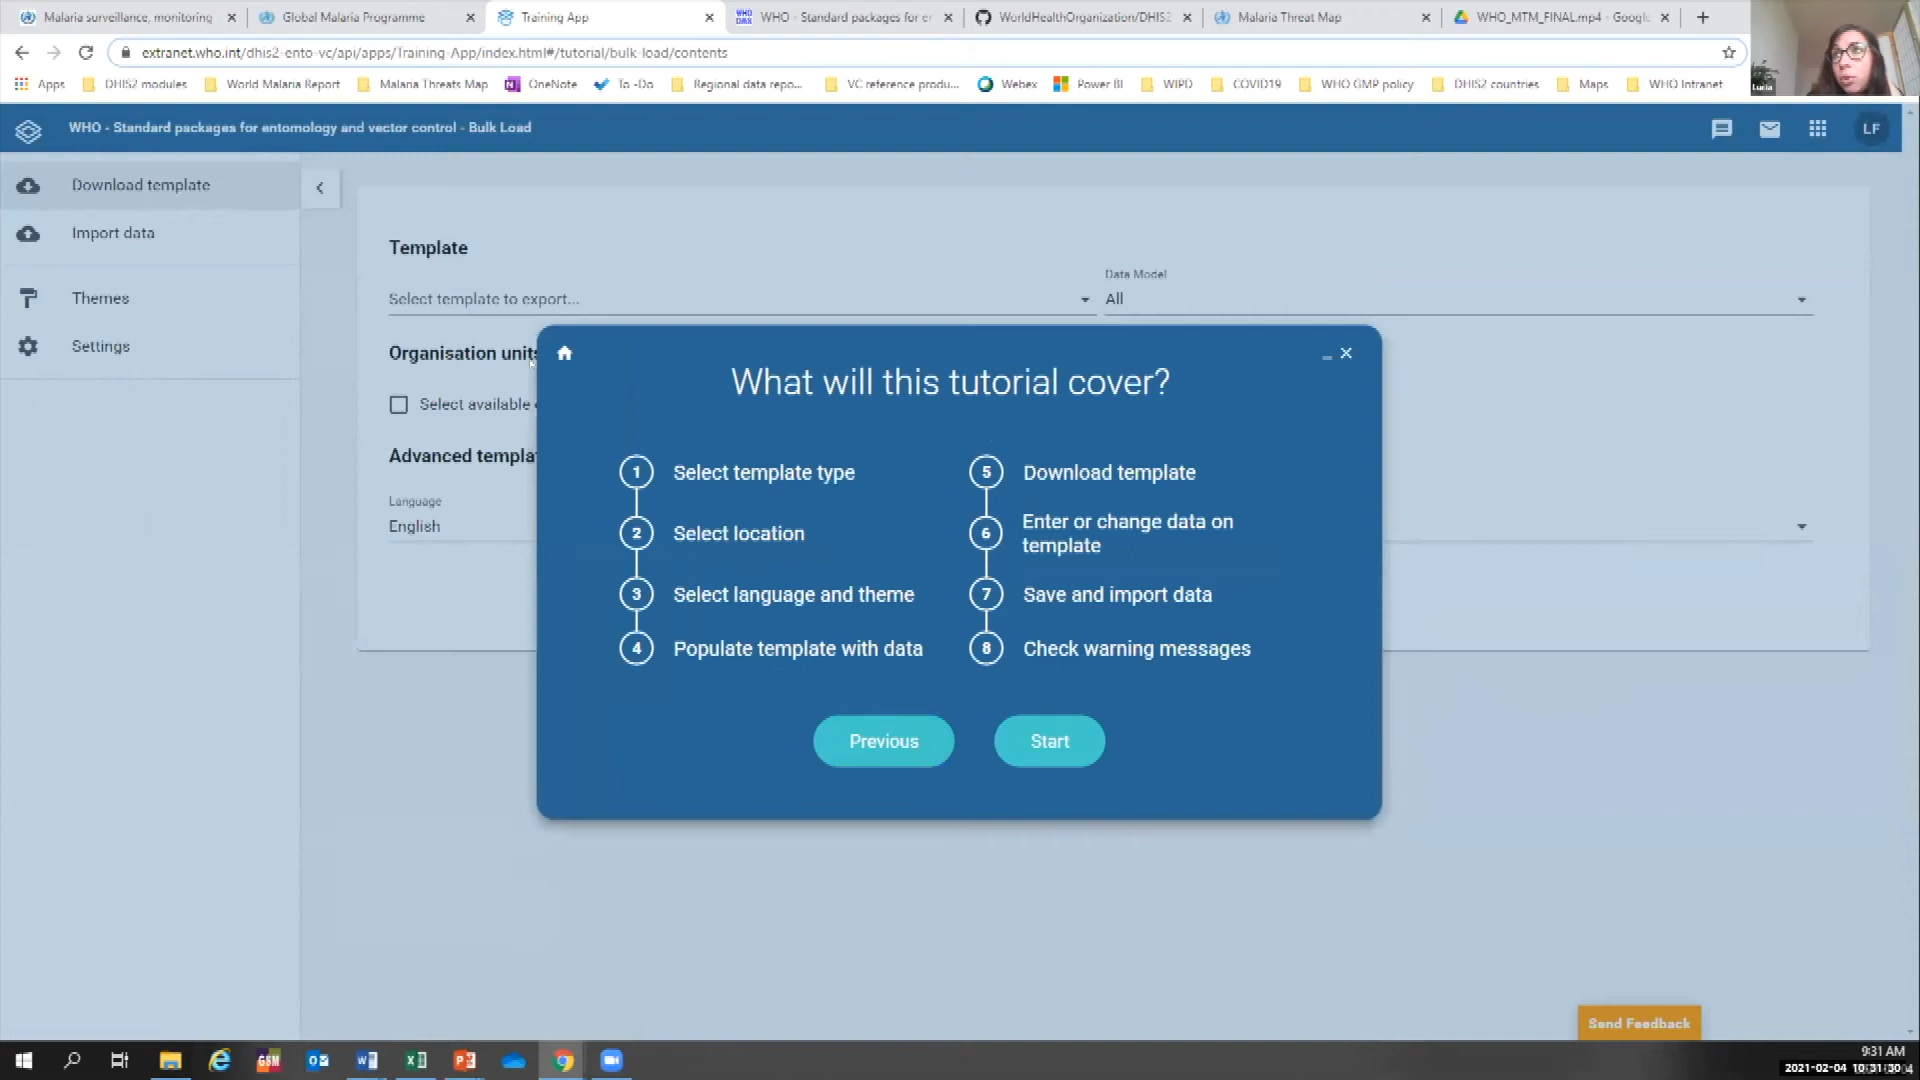 Malaria surveillance, monitoring
Global Malaria Programme
Training App
WHO - Standard packages for er
WorldHealthOrganization/DHIS2
Malaria Threat Map
WHO_MTM_FINAL.mp4 - Google
extranet.who.int/dhis2-ento-vc/api/apps/Training-App/index.html#/tutorial/bulk-load/contents
Apps
DHIS2 modules
World Malaria Report
Malaria Threats Map
OneNote
To-Do
Regional data repo...
VC reference produ...
Webex
Power BI
WIPD
COVID19
WHO GMP policy
DHIS2 countries
Maps
WHO Intranet
Lucia
WHO - Standard packages for entomology and vector control - Bulk Load
LF
Download template
Import data
Themes
Settings
Template
Select template to export...
Data Model
All
Organisation units
Select available
Advanced templa
Language
English
What will this tutorial cover?
1 Select template type
2 Select location
3 Select language and theme
4 Populate template with data
5 Download template
6 Enter or change data on
template
7 Save and import data
8 Check warning messages
Previous
Start
Send Feedback
9:31 AM
2021-02-04 10:31:30